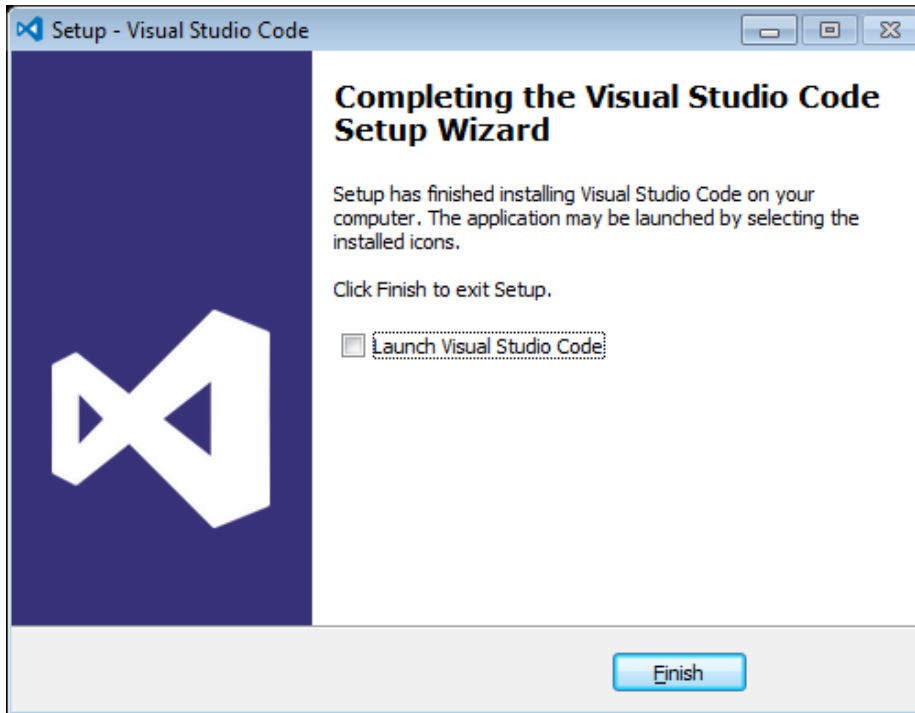 Setup - Visual Studio Code
Completing the Visual Studio Code
Setup Wizard
Setup has finished installing Visual Studio Code on your
computer. The application may be launched by selecting the
installed icons.
Click Finish to exit Setup.
Launch Visual Studio Code
Finish